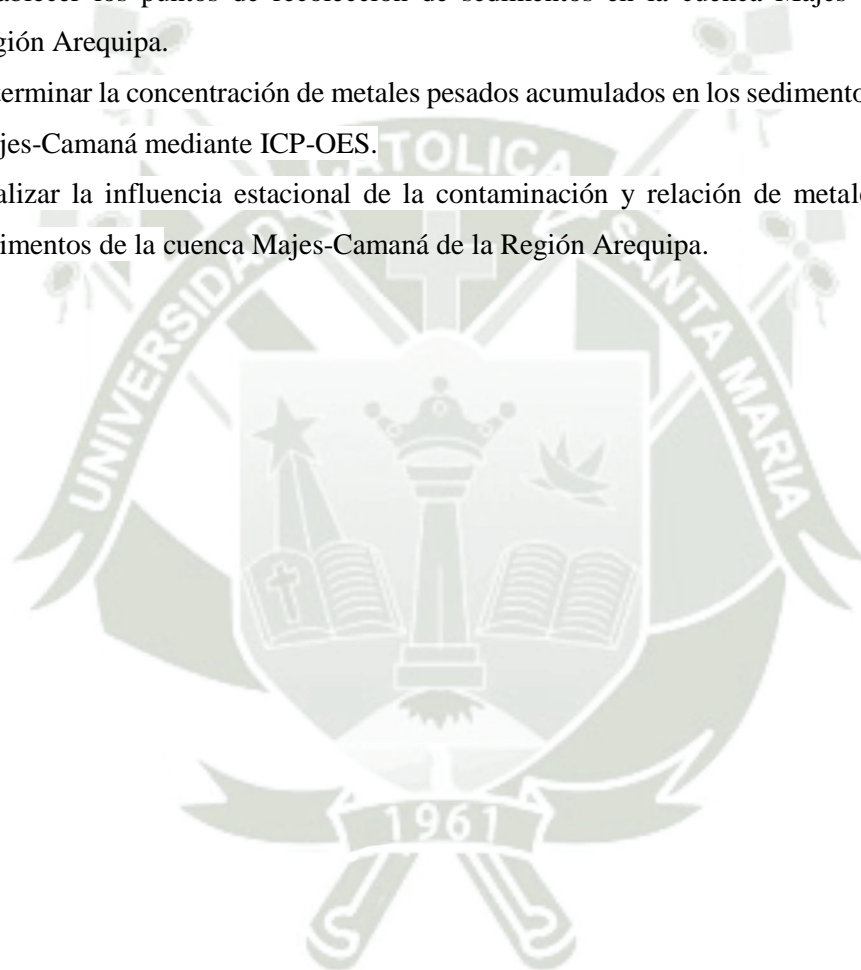 ablecer los puntos de recolección de sedimentos en la cuenca Majes
gión Arequipa.
terminar la concentración de metales pesados acumulados en los sedimento
jes-Camaná mediante ICP-OES.
alizar la influencia estacional de la contaminación y relación de metale
imentos de la cuenca Majes-Camaná de la Región Arequipa.
UNIVERSIDAD CATOLICA SANTA MARIA
1961